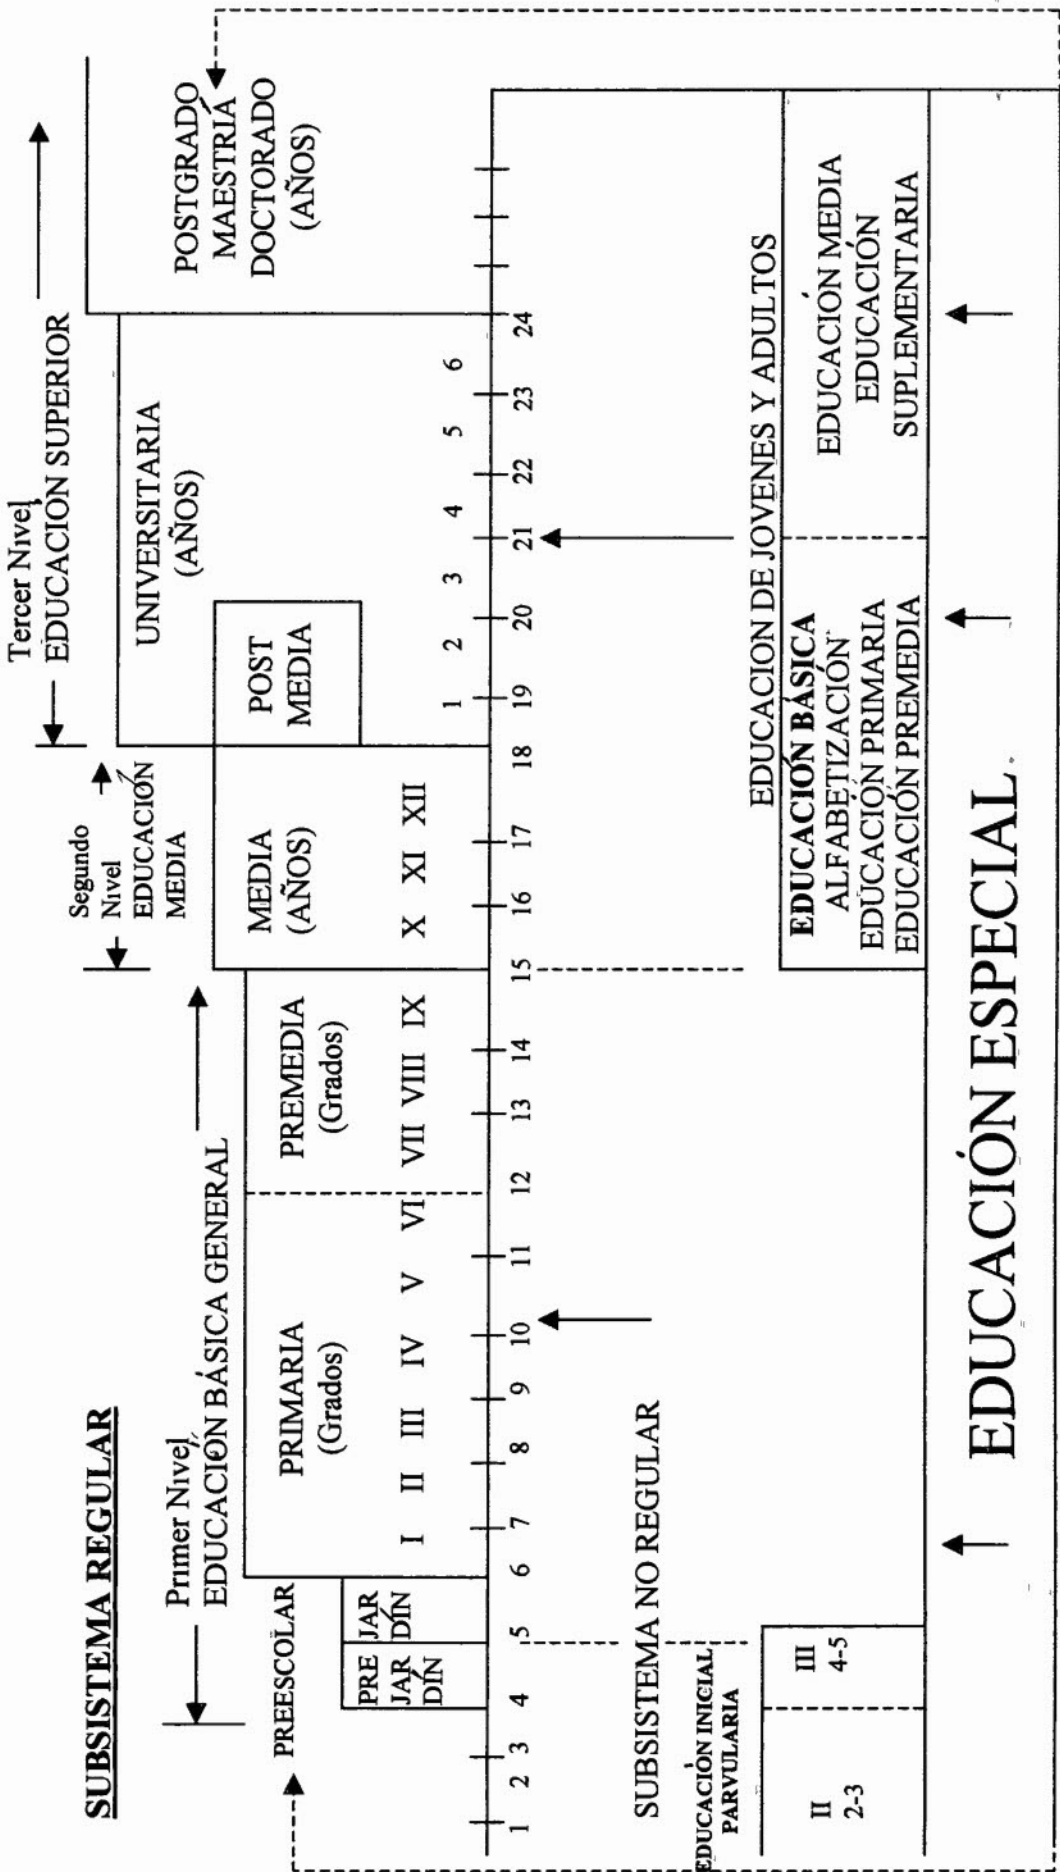 SUBSISTEMA REGULAR
Primer Nivel
EDUCACIÓN BÁSICA GENERAL
Segundo
Nivel
EDUCACIÓN
MEDIA
Tercer Nivel
EDUCACION SUPERIOR
PREESCOLAR
PRE
JAR
DÍN
JAR
DÍN
PRIMARIA
(Grados)
I II III IV V VI
PREMEDIA
(Grados)
VII VIII IX
MEDIA
(AÑOS)
X XI XII
POST
MEDIA
UNIVERSITARIA
(AÑOS)
1 2 3 4 5 6
POSTGRADO
MAESTRÍA
DOCTORADO
(AÑOS)
1 2 3 4 5 6 7 8 9 10 11 12 13 14 15 16 17 18 19 20 21 22 23 24
SUBSISTEMA NO REGULAR
EDUCACIÓN INICIAL
PARVULARIA
II
2-3
III
4-5
EDUCACION DE JOVENES Y ADULTOS
EDUCACIÓN BÁSICA
ALFABETIZACIÓN
EDUCACIÓN PRIMARIA
EDUCACIÓN PREMEDIA
EDUCACIÓN MEDIA
EDUCACIÓN
SUPLEMENTARIA
EDUCACIÓN ESPECIAL